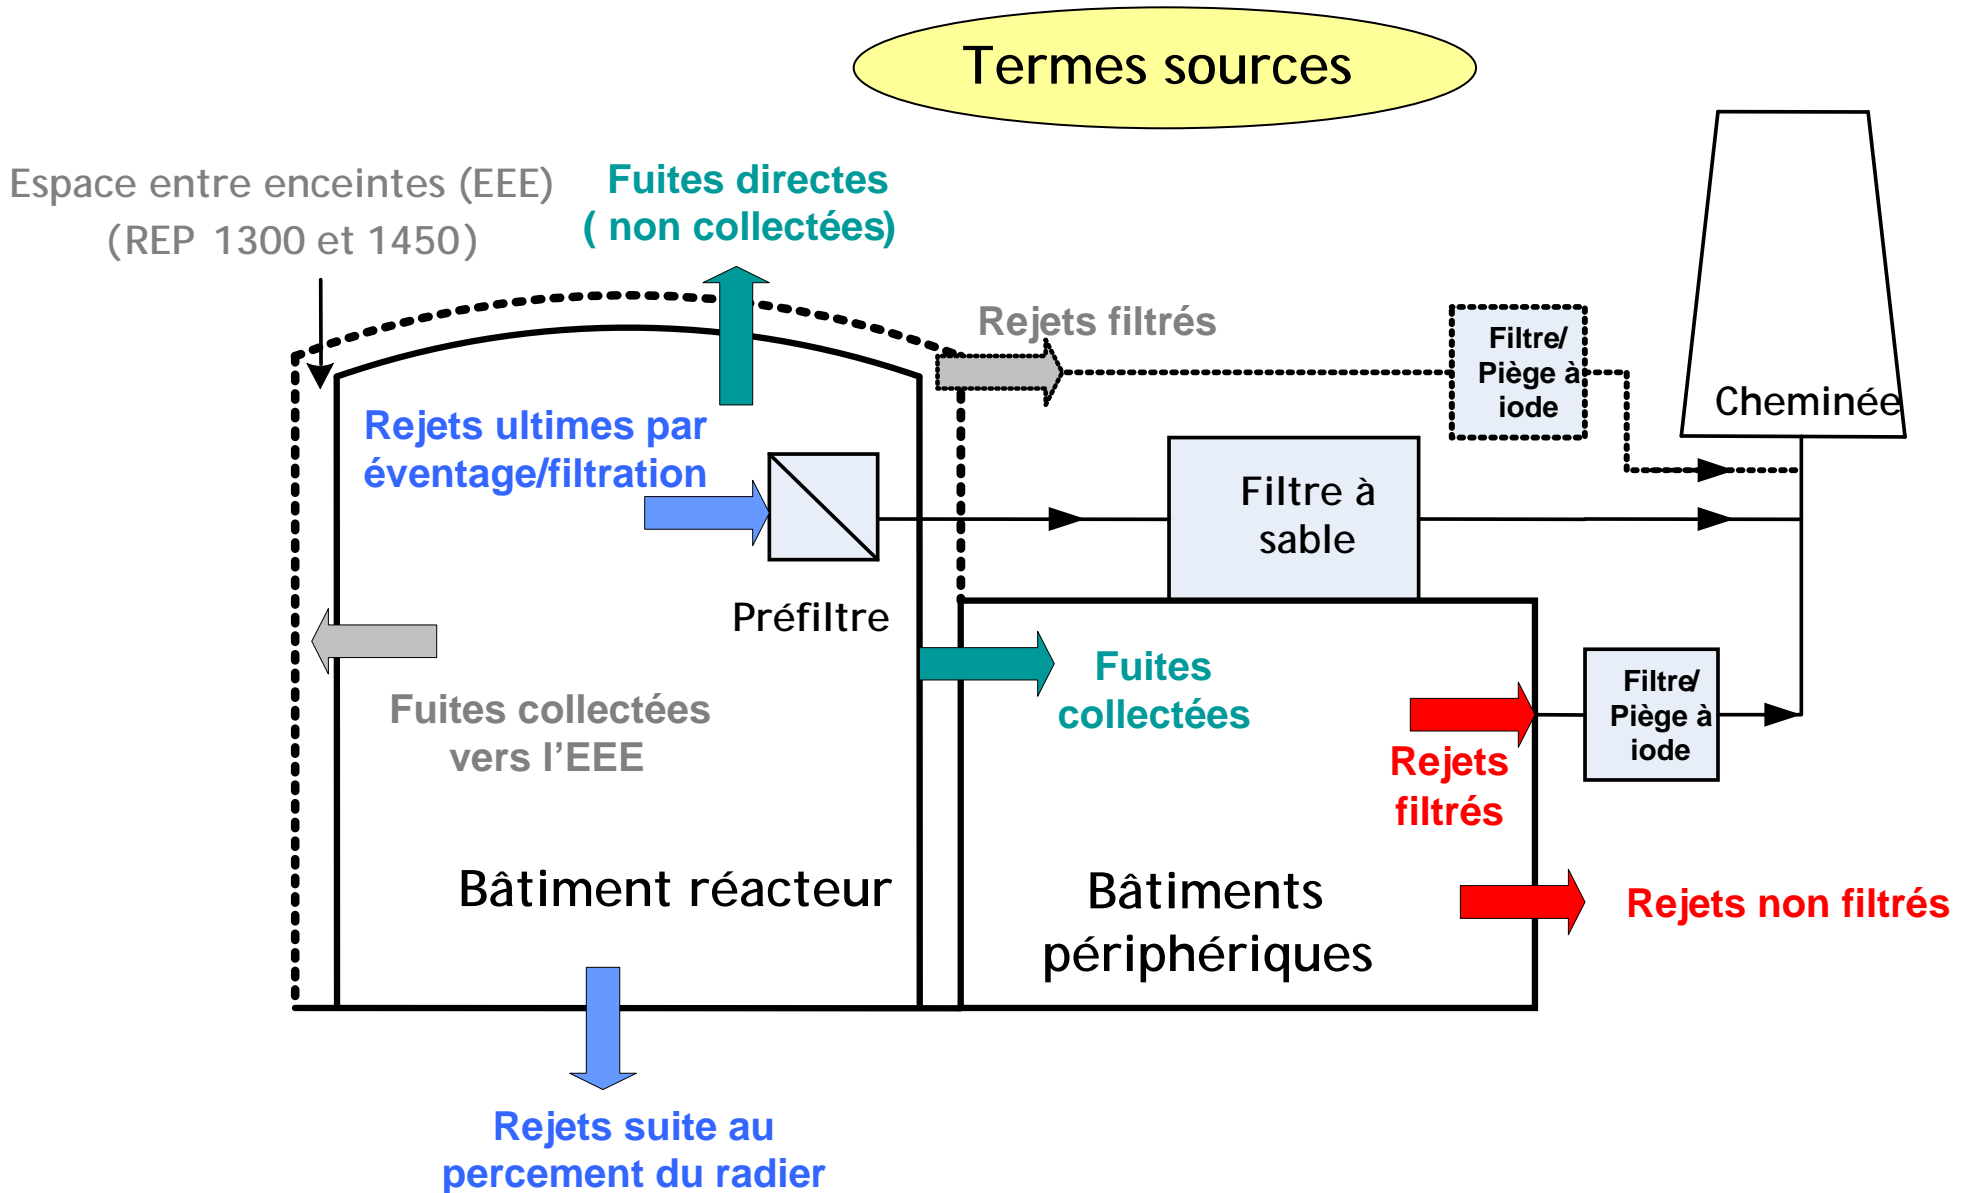 Termes sources
Espace entre enceintes (EEE)
(REP 1300 et 1450)
Fuites directes
( non collectées)
Rejets filtrés
Filtre/
Piège à
iode
Cheminée
Rejets ultimes par
éventage/filtration
Filtre à
sable
Préfiltre
Fuites collectées
vers l’EEE
Fuites
collectées
Filtre/
Piège à
iode
Rejets
filtrés
Bâtiment réacteur
Bâtiments
périphériques
Rejets non filtrés
Rejets suite au
percement du radier